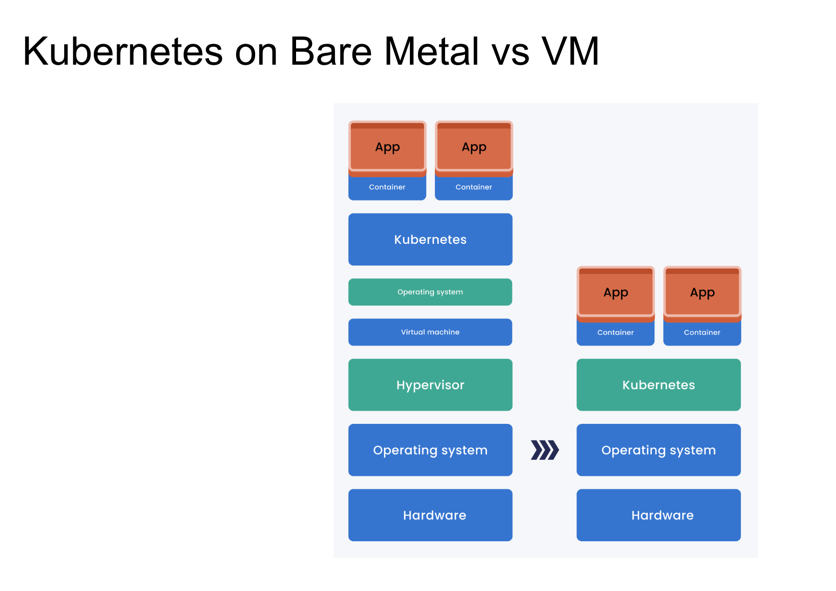 Kubernetes on Bare Metal vs VM
App App
Container Container
Kubernetes
Operating system
Virtual machine
Hypervisor
Operating system
Hardware
App App
Container Container
Kubernetes
Operating system
Hardware